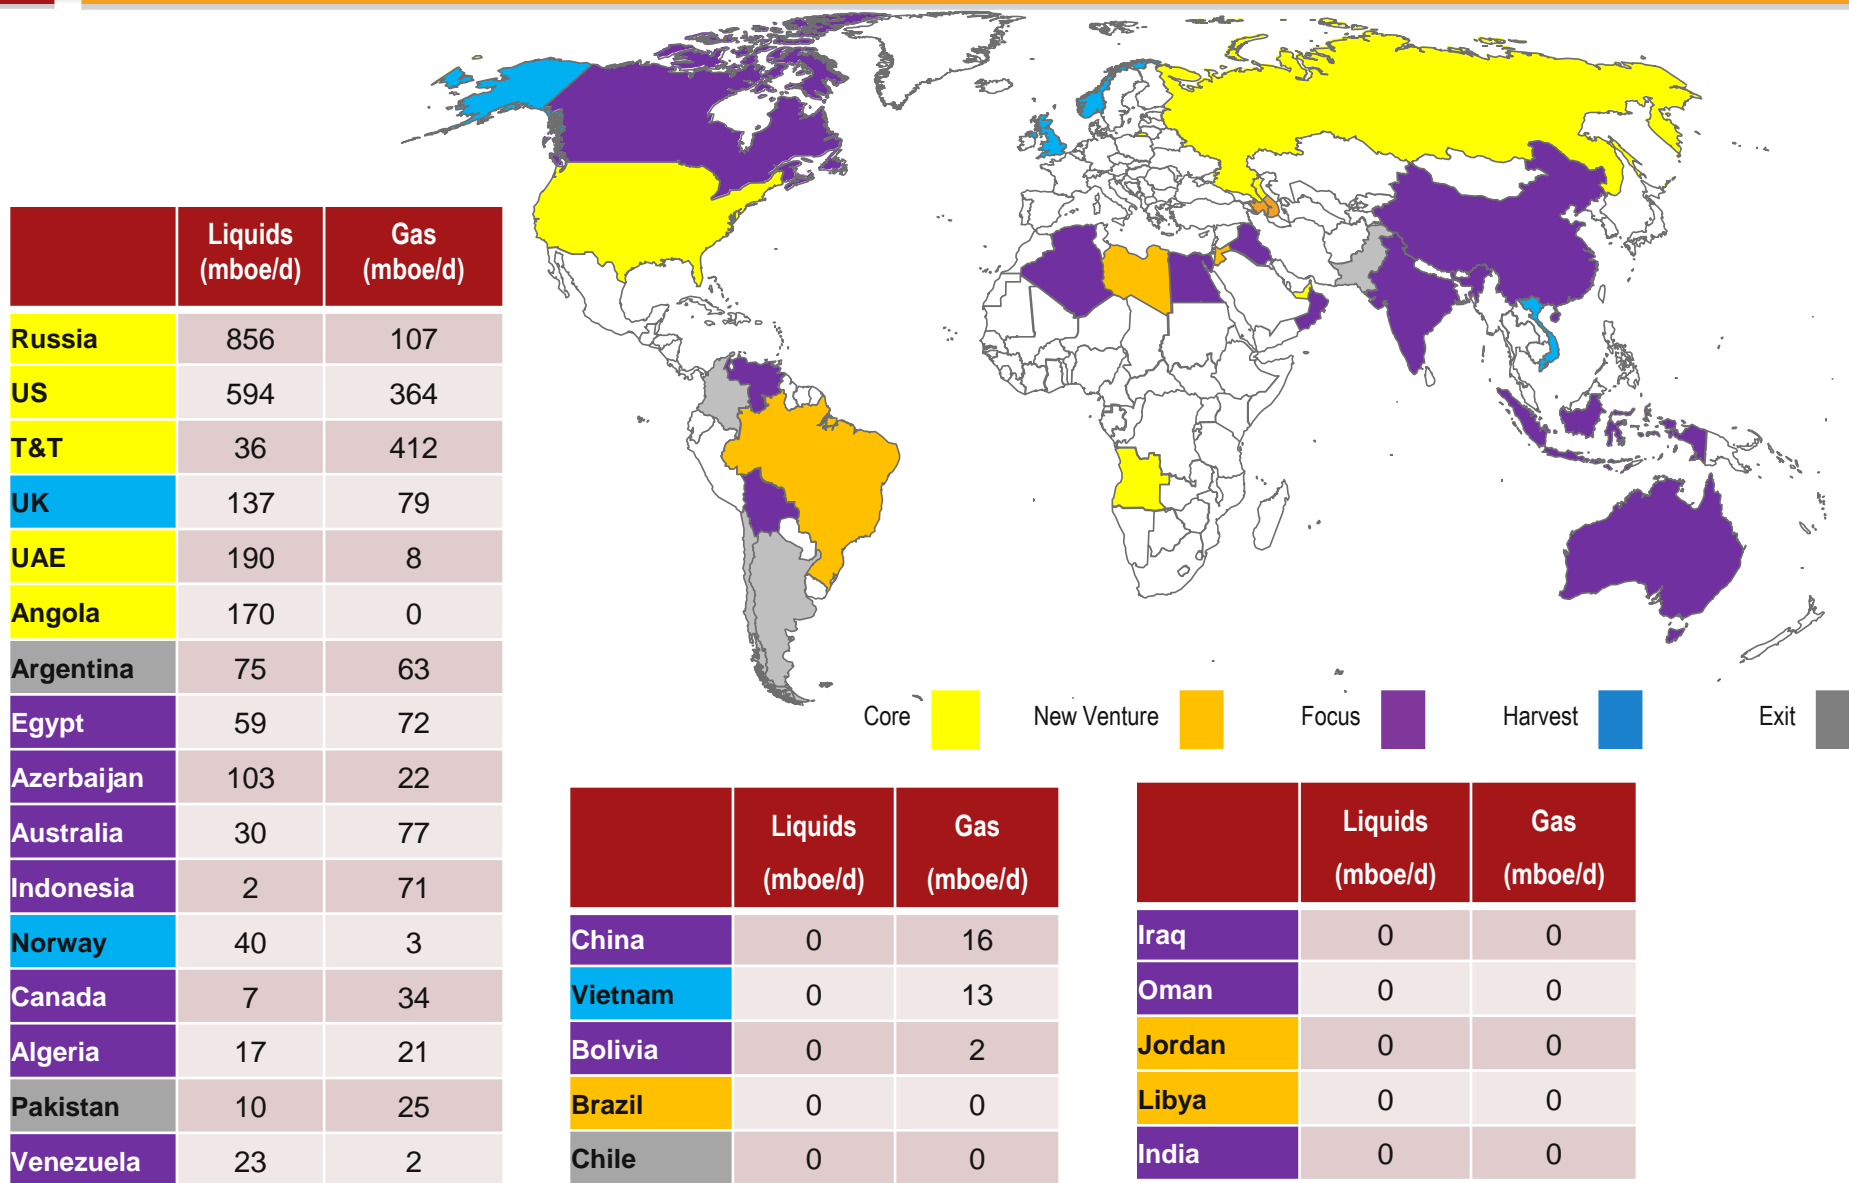 Liquids Gas
(mboe/d) (mboe/d)
Russia 856 107
US 594 364
T&T 36 412
UK 137 79
UAE 190 8
Angola 170 0
Argentina 75 63
Egypt 59 72
Azerbaijan 103 22
Australia 30 77
Indonesia 2 71
Norway 40 3
Canada 7 34
Algeria 17 21
Pakistan 10 25
Venezuela 23 2
Core New Venture Focus Harvest Exit
Liquids Gas
(mboe/d) (mboe/d)
China 0 16
Vietnam 0 13
Bolivia 0 2
Brazil 0 0
Chile 0 0
Liquids Gas
(mboe/d) (mboe/d)
Iraq 0 0
Oman 0 0
Jordan 0 0
Libya 0 0
India 0 0